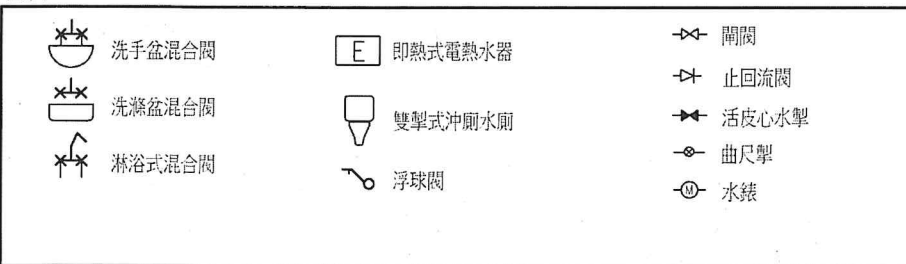 洗手盆混合閥
洗滌盆混合閥
淋浴式混合閥
E 即熱式電熱水器
雙掣式沖廁水廁
浮球閥
閘閥
止回流閥
活皮心水掣
曲尺掣
M 水錶